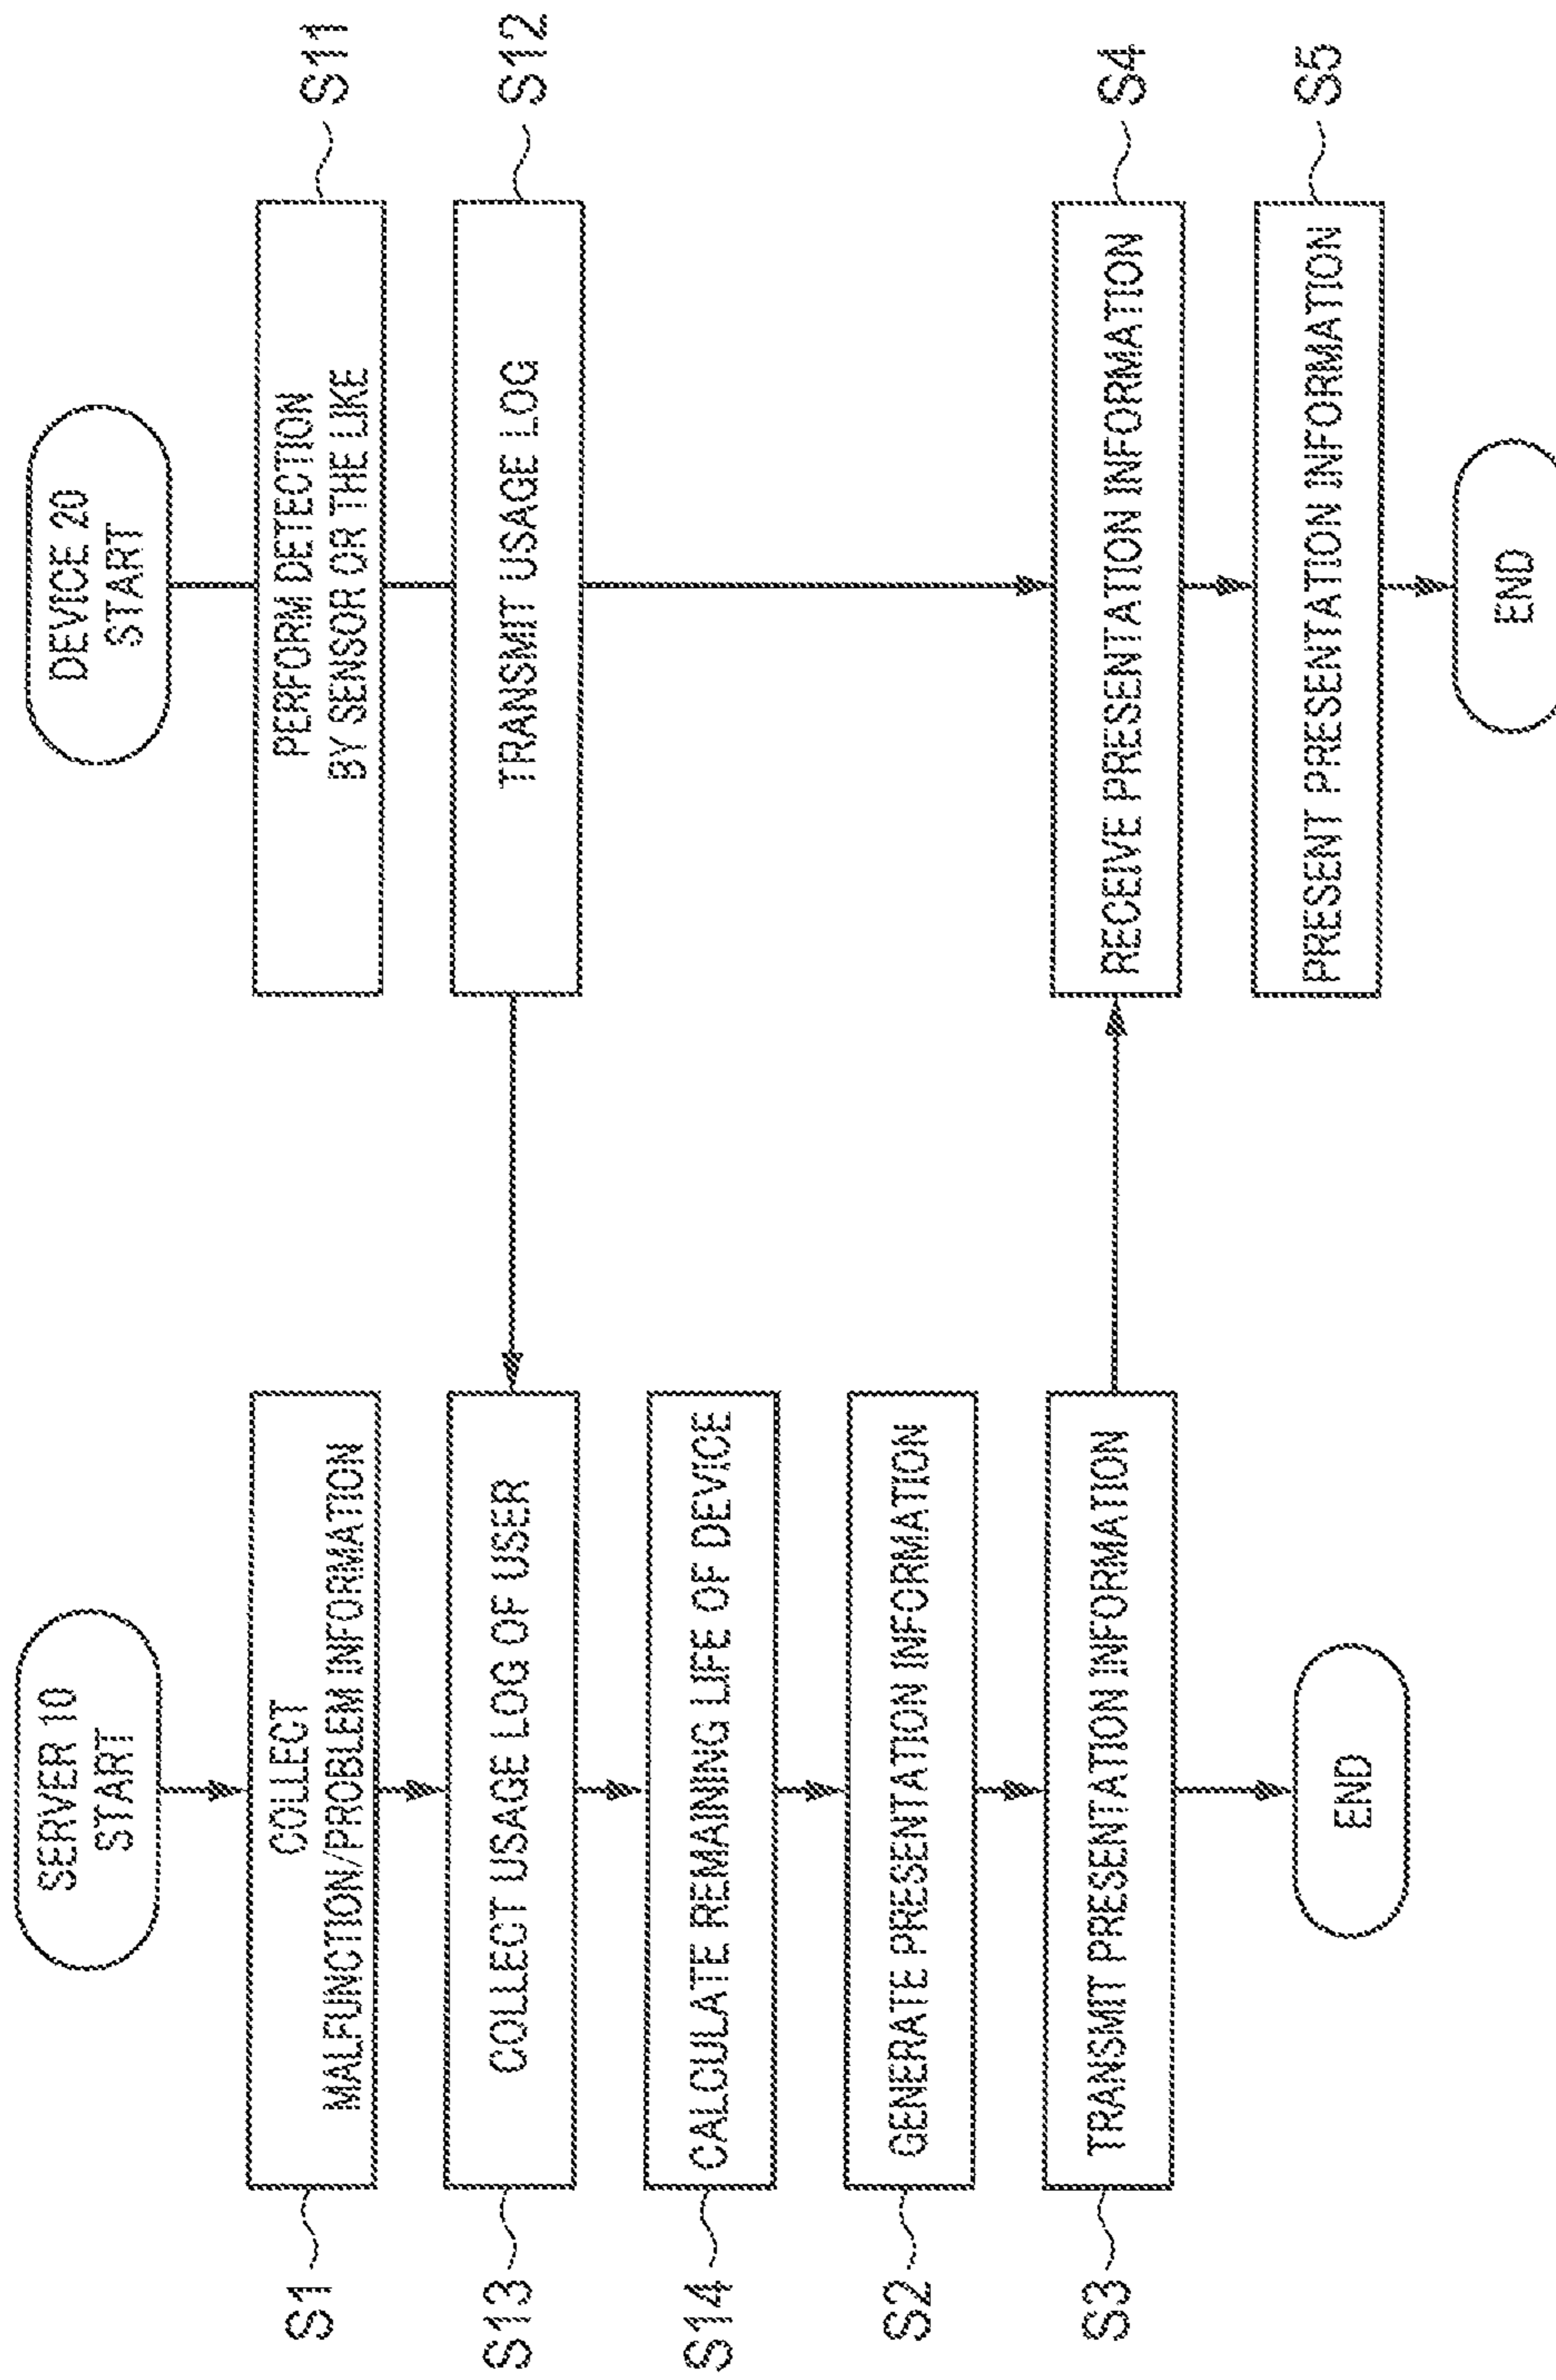 SERVER 10
START
S1
COLLECT
MALFUNCTION/PROBLEM INFORMATION
S13
COLLECT USAGE LOG OF USER
S14
CALCULATE REMAINING LIFE OF DEVICE
S2
GENERATE PRESENTATION INFORMATION
S3
TRANSMIT PRESENTATION INFORMATION
END
DEVICE 20
START
PERFORM DETECTION
BY SENSOR OR THE LIKE
S11
TRANSMIT USAGE LOG
S12
RECEIVE PRESENTATION INFORMATION
S4
PRESENT PRESENTATION INFORMATION
S5
END